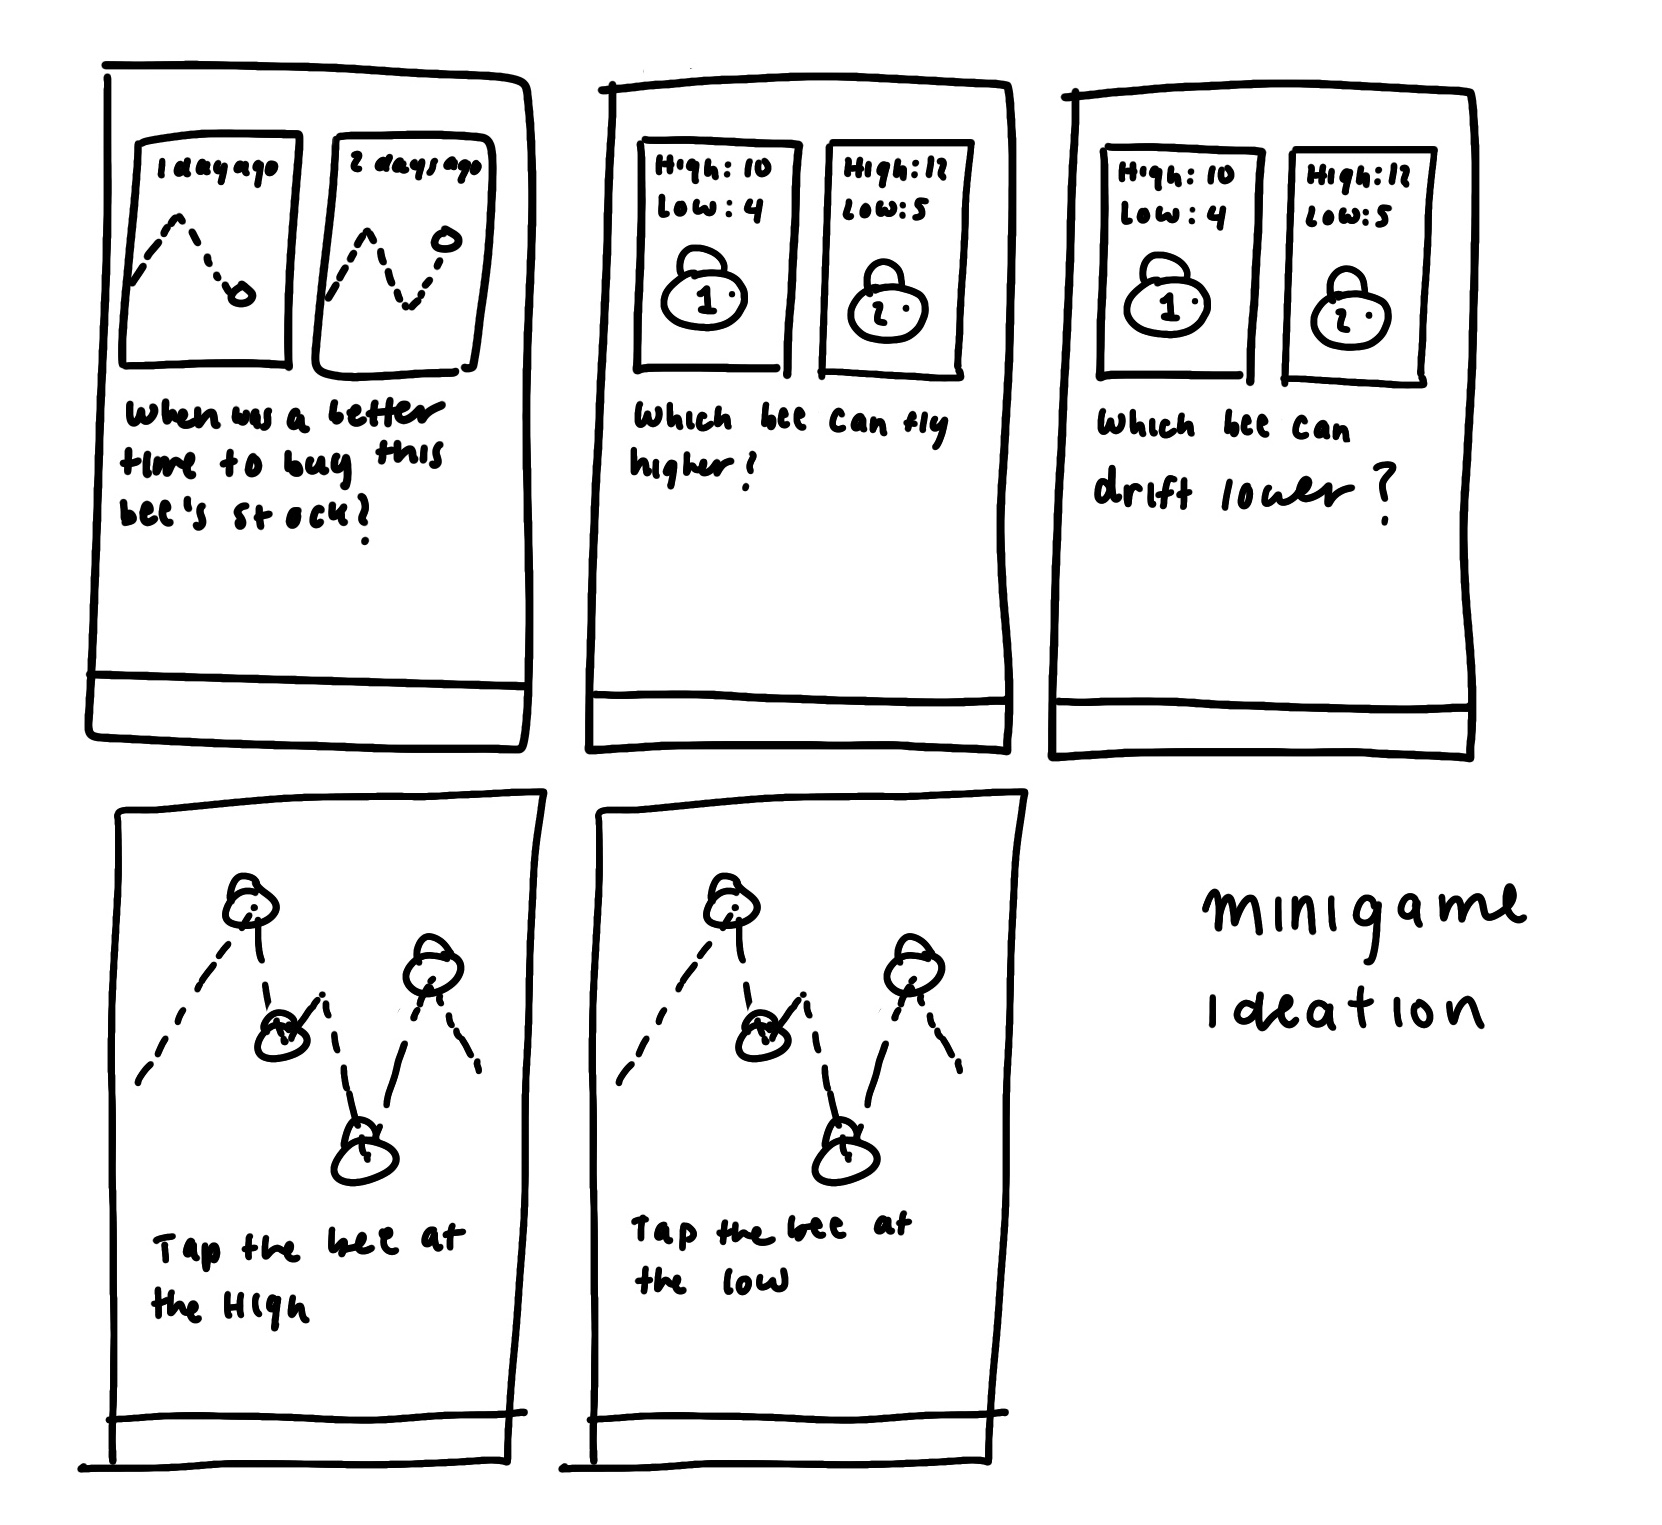 1 day ago
2 days ago
When was a better
time to buy this
bee's stock?
High: 10
Low: 4
1
High: 12
Low: 5
2
Which bee can fly
higher?
High: 10
Low: 4
1
High: 12
Low: 5
2
Which bee can
drift lower?
Tap the bee at
the High
Tap the bee at
the low
minigame
ideation